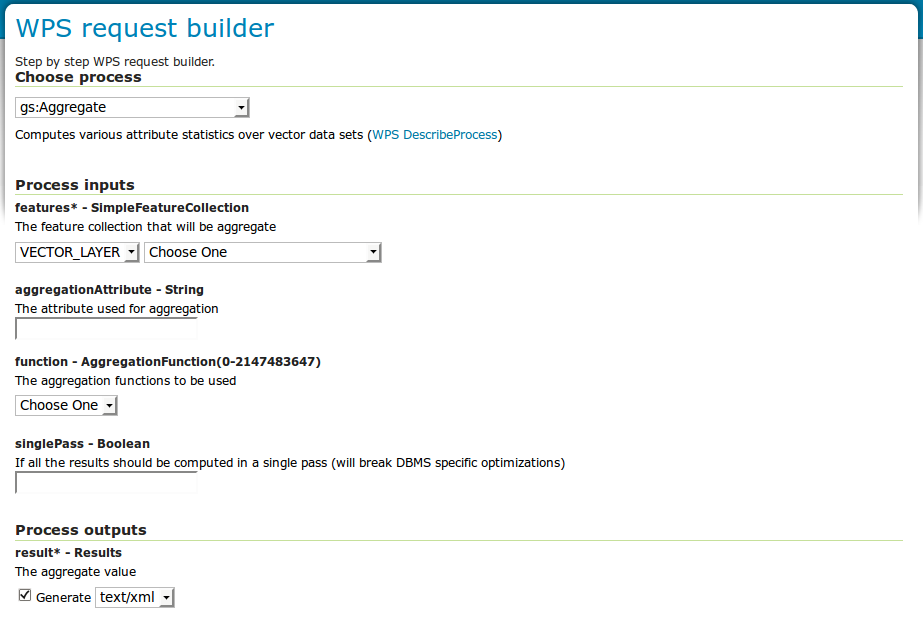 WPS request builder
Step by step WPS request builder.
Choose process
gs:Aggregate
Computes various attribute statistics over vector data sets (WPS DescribeProcess)
Process inputs
features* - SimpleFeatureCollection
The feature collection that will be aggregate
VECTOR_LAYER Choose One
aggregationAttribute - String
The attribute used for aggregation
function - AggregationFunction(0-2147483647)
The aggregation functions to be used
Choose One
singlePass - Boolean
If all the results should be computed in a single pass (will break DBMS specific optimizations)
Process outputs
result* - Results
The aggregate value
Generate text/xml